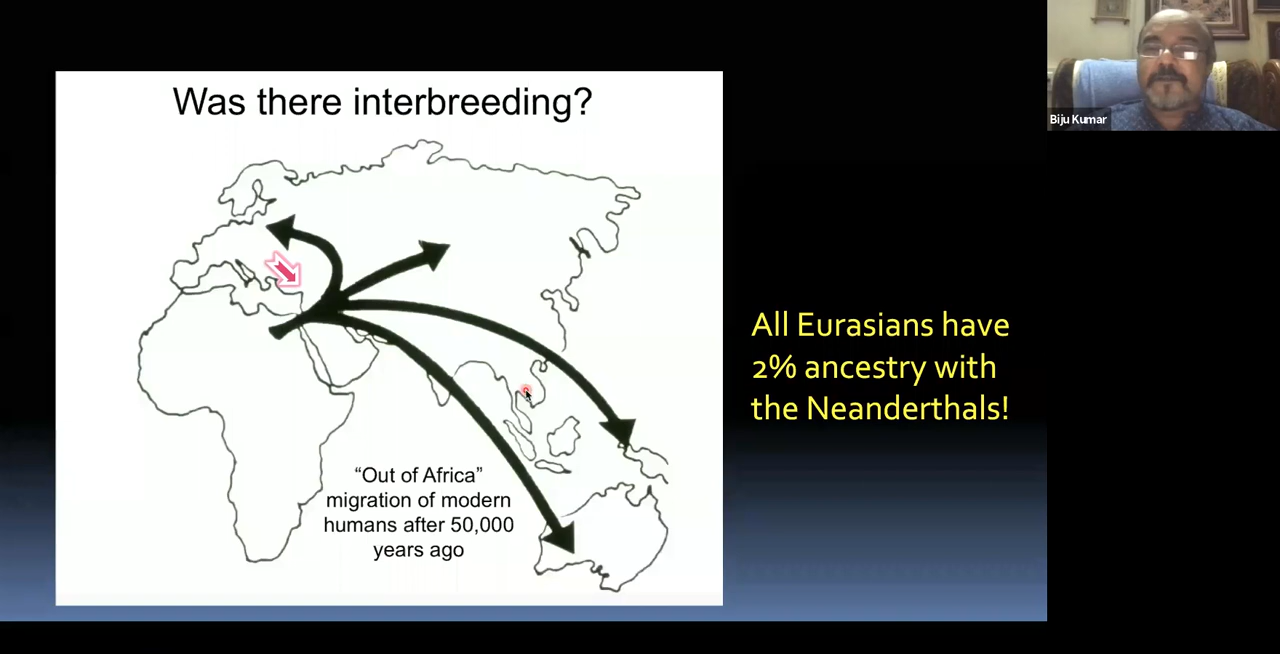 Was there interbreeding?
“Out of Africa”
migration of modern
humans after 50,000
years ago
All Eurasians have
2% ancestry with
the Neanderthals!
Biju Kumar